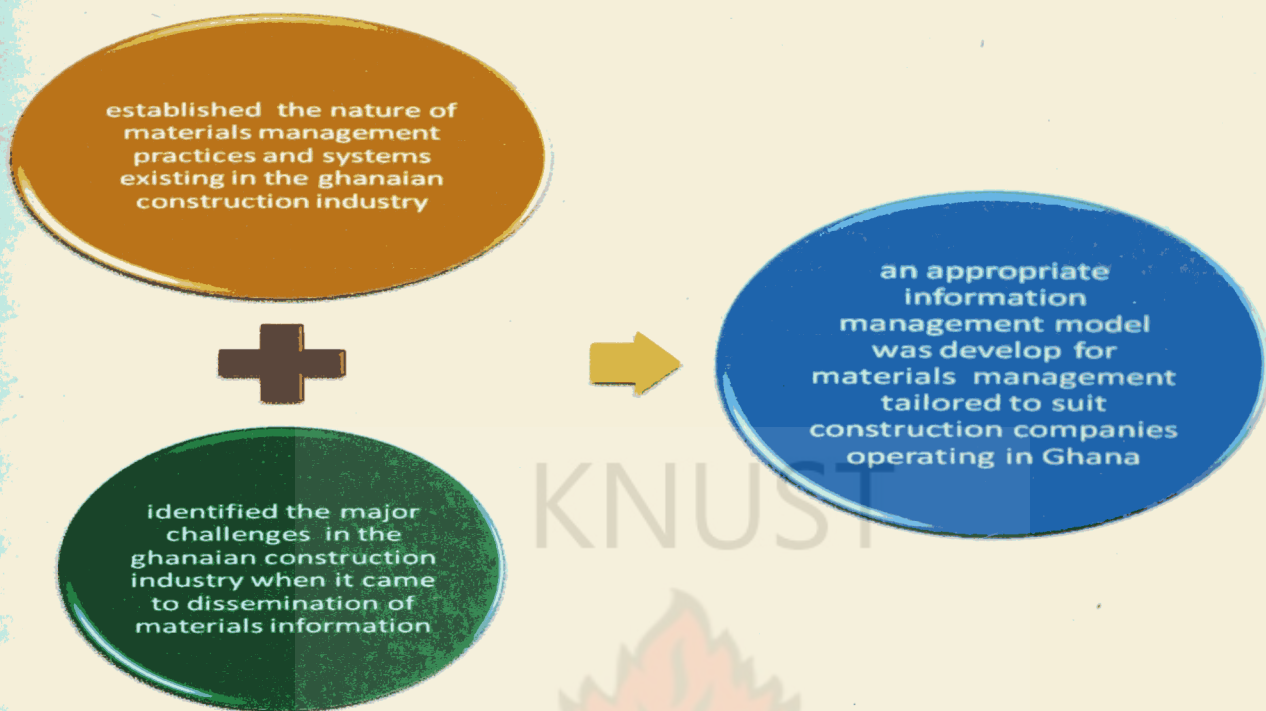 established the nature of
materials management
practices and systems
existing in the ghanaian
construction industry
identified the major
challenges in the
ghanaian construction
industry when it came
to dissemination of
materials information
an appropriate
information
management model
was develop for
materials management
tailored to suit
construction companies
operating in Ghana
KNUST